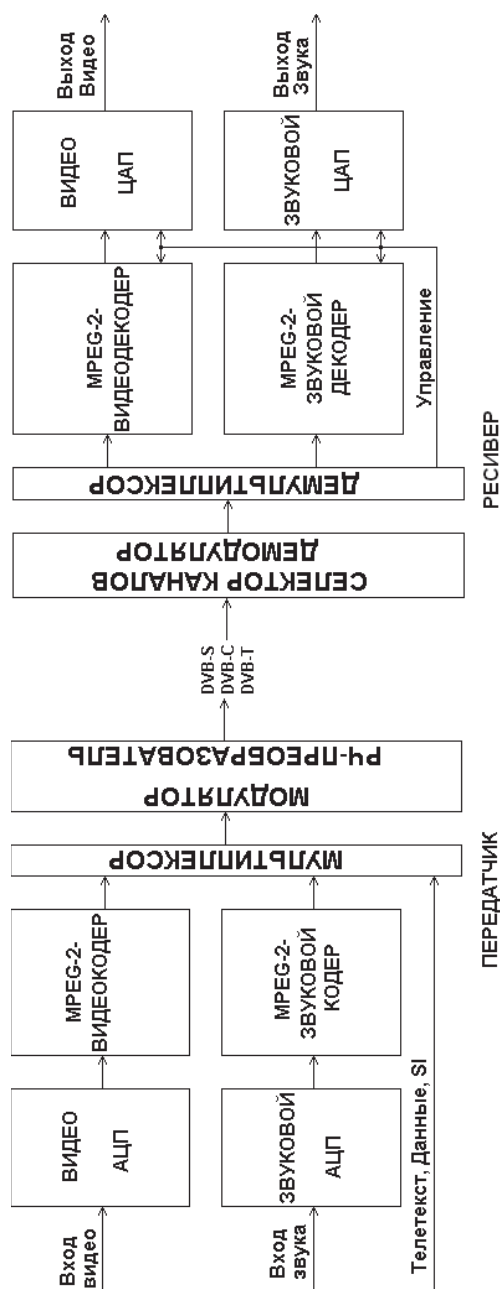 Вход
видео
ВИДЕО
АЦП
MPEG-2-
ВИДЕОКОДЕР
Вход
звука
ЗВУКОВОЙ
АЦП
MPEG-2-
ЗВУКОВОЙ
КОДЕР
Телетекст, Данные, SI
МУЛЬТИПЛЕКСОР
МОДУЛЯТОР
РЧ-ПРЕОБРАЗОВАТЕЛЬ
ПЕРЕДАТЧИК
DVB-S
DVB-C
DVB-T
СЕЛЕКТОР КАНАЛОВ
ДЕМОДУЛЯТОР
ДЕМУЛЬТИПЛЕКСОР
MPEG-2-
ВИДЕОДЕКОДЕР
ВИДЕО
ЦАП
Выход
Видео
MPEG-2-
ЗВУКОВОЙ
ДЕКОДЕР
ЗВУКОВОЙ
ЦАП
Выход
Звука
Управление
РЕСИВЕР